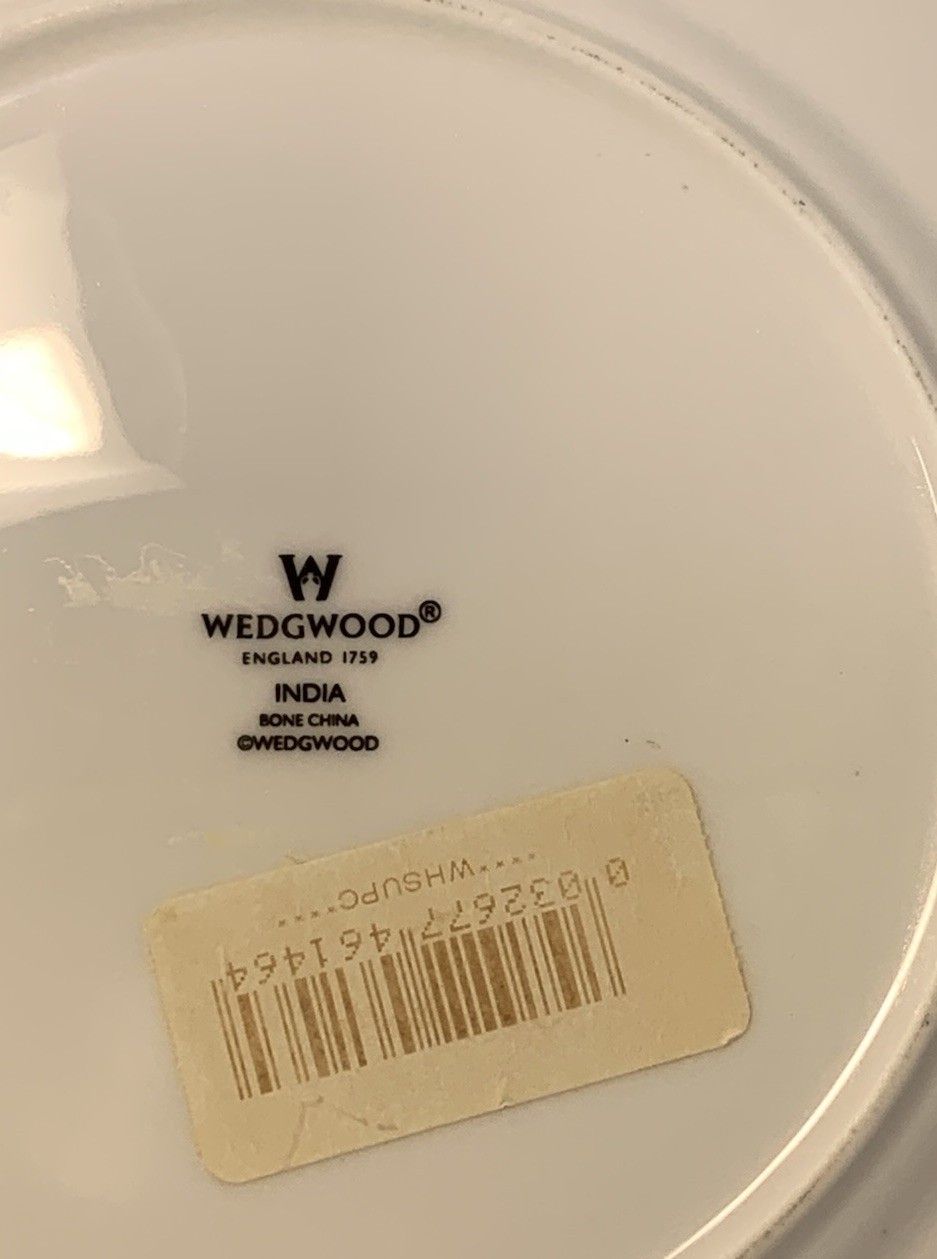 W
WEDGWOOD®
ENGLAND 1759
INDIA
BONE CHINA
©WEDGWOOD
0 032677 461464
****WHSUPC****